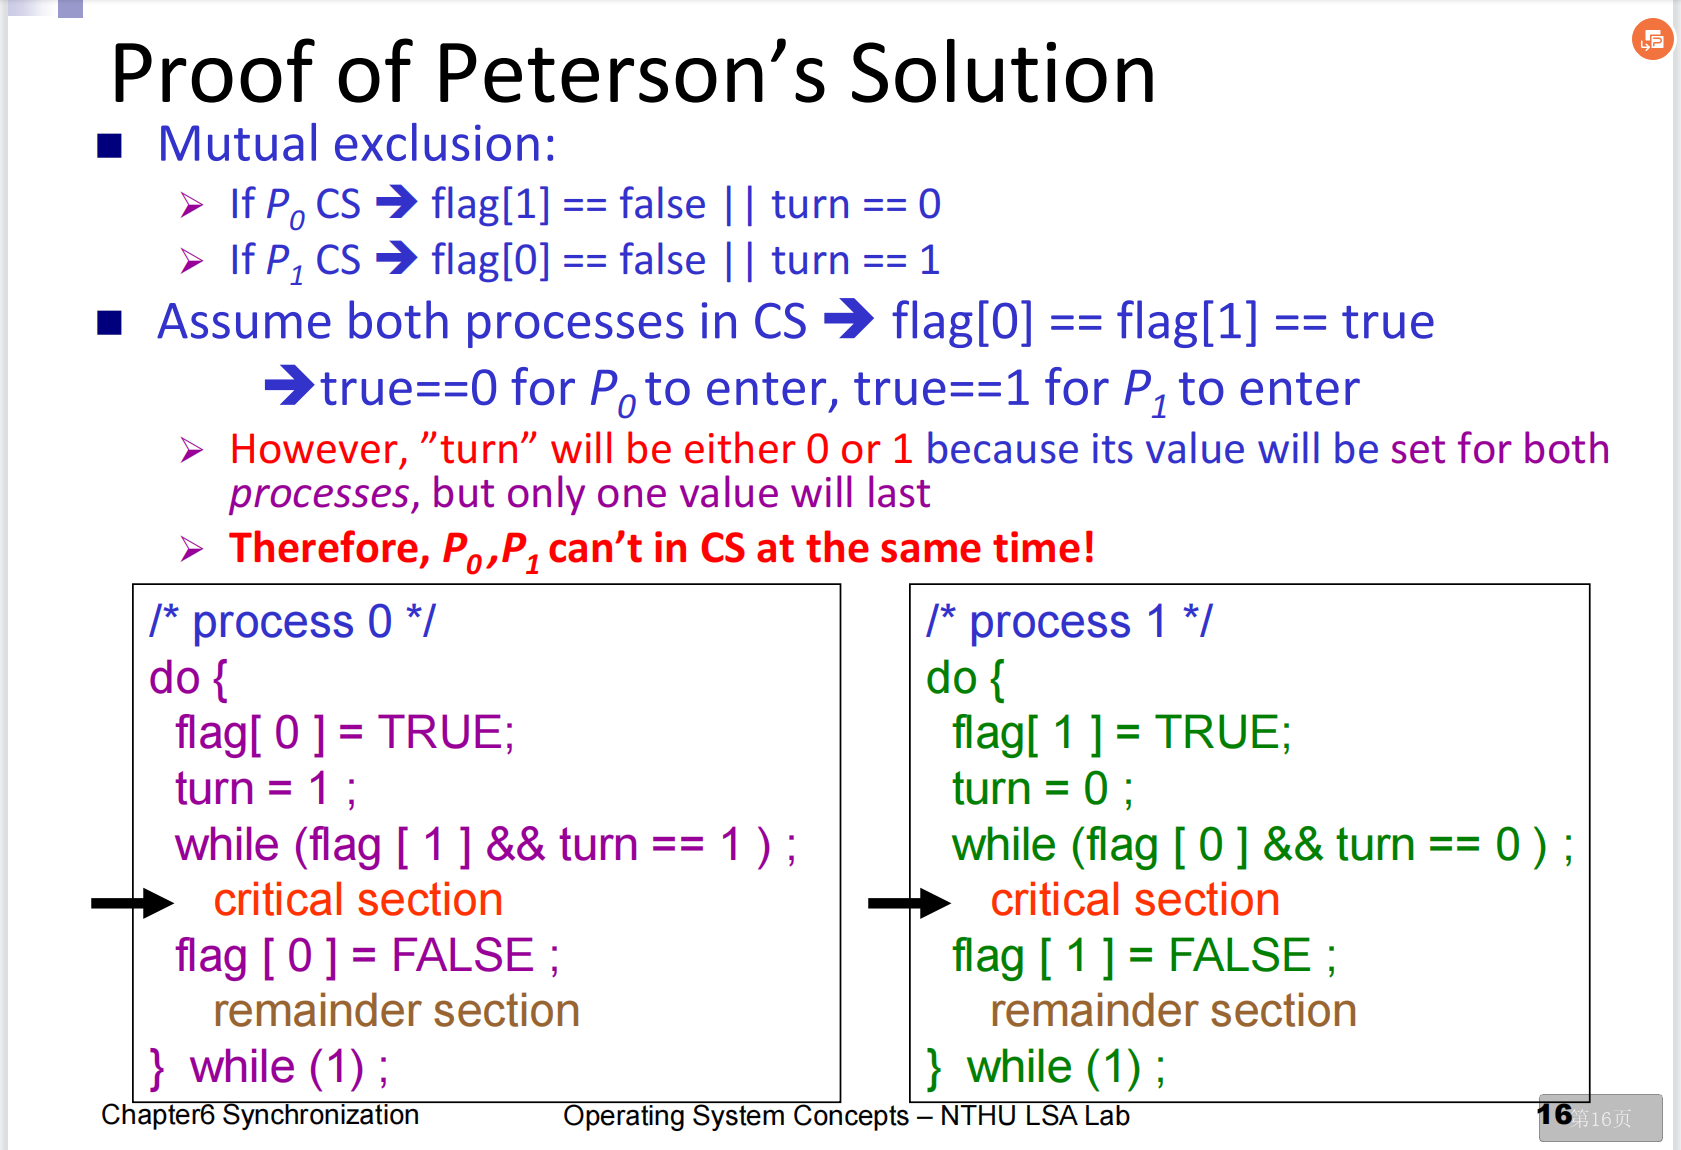 Proof of Peterson’s Solution
Mutual exclusion:
If P0 CS ➔ flag[1] == false || turn == 0
If P1 CS ➔ flag[0] == false || turn == 1
Assume both processes in CS ➔ flag[0] == flag[1] == true
➔true==0 for P0 to enter, true==1 for P1 to enter
However, ”turn” will be either 0 or 1 because its value will be set for both
processes, but only one value will last
Therefore, P0,P1 can’t in CS at the same time!
/* process 0 */
do {
flag[ 0 ] = TRUE;
turn = 1 ;
while (flag [ 1 ] && turn == 1 ) ;
critical section
flag [ 0 ] = FALSE ;
remainder section
} while (1) ;
/* process 1 */
do {
flag[ 1 ] = TRUE;
turn = 0 ;
while (flag [ 0 ] && turn == 0 ) ;
critical section
flag [ 1 ] = FALSE ;
remainder section
} while (1) ;
Chapter6 Synchronization
Operating System Concepts – NTHU LSA Lab
16
第16页